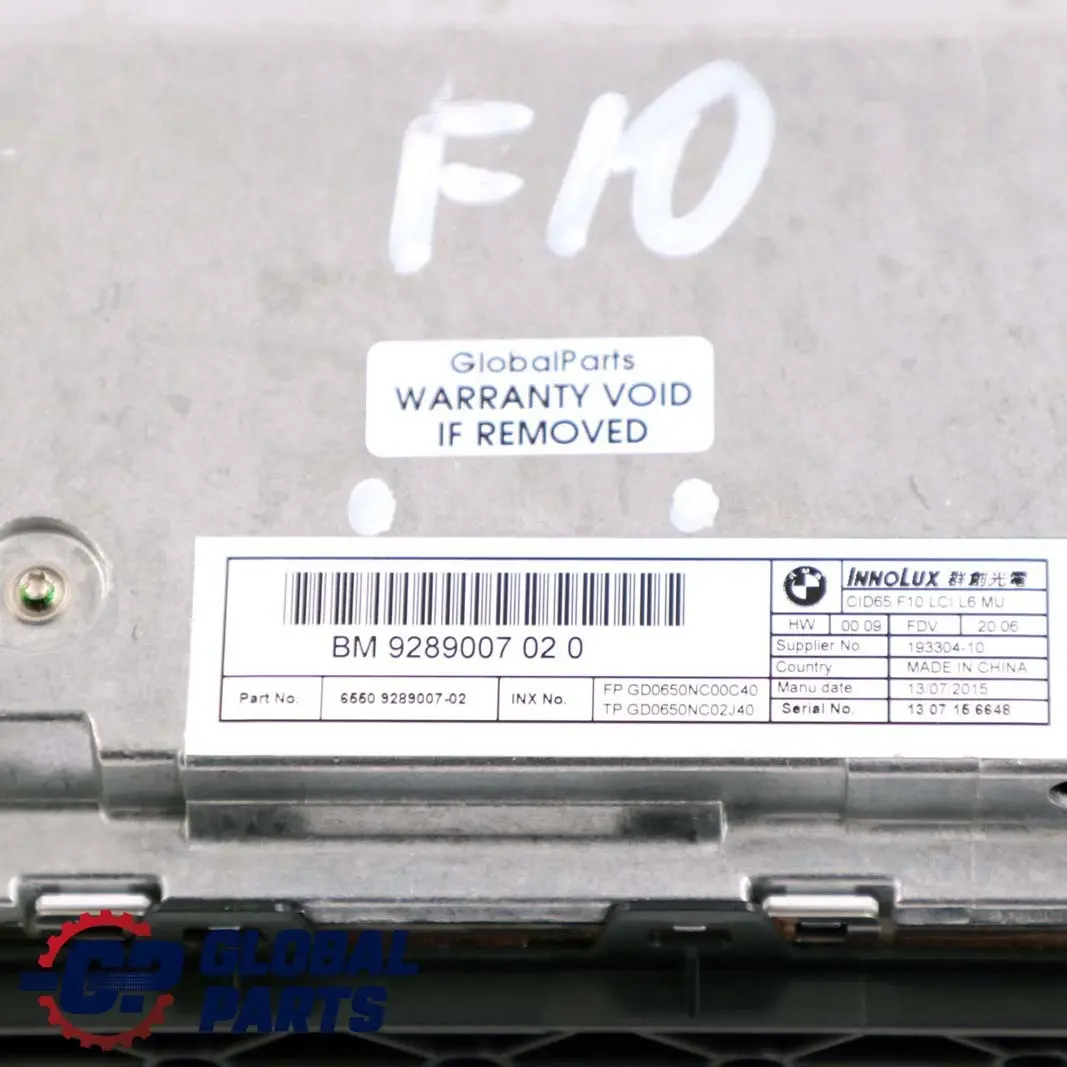 F10
GlobalParts
WARRANTY VOID
IF REMOVED
BM 9289007 02 0
Part No. 6550 9289007-02 INX No. FP GD0650NC00C40
TP GD0650NC02J40
BMW INNOLUX 群創光電
CID65 F10 LCI L6 MU
HW 00 09 FDV 20 06
Supplier No 193304-10
Country MADE IN CHINA
Manu date 13/07/2015
Serial No. 13 07 15 6648
GP GLOBAL
PARTS